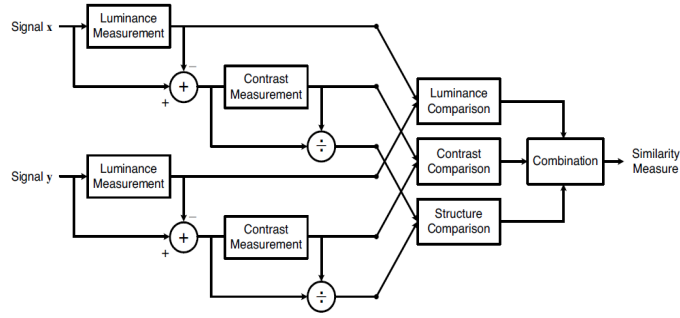 Signal x
Luminance
Measurement
−
+
+
Contrast
Measurement
÷
Signal y
Luminance
Measurement
−
+
+
Contrast
Measurement
÷
Luminance
Comparison
Contrast
Comparison
Structure
Comparison
Combination
Similarity
Measure